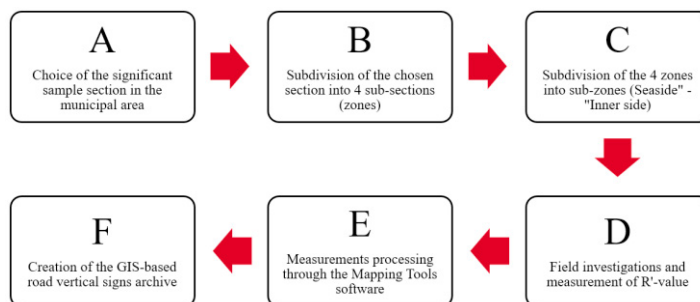 A
Choice of the significant
sample section in the
municipal area
B
Subdivision of the chosen
section into 4 sub-sections
(zones)
C
Subdivision of the 4 zones
into sub-zones (Seaside" -
"Inner side)
D
Field investigations and
measurement of R'-value
E
Measurements processing
through the Mapping Tools
software
F
Creation of the GIS-based
road vertical signs archive